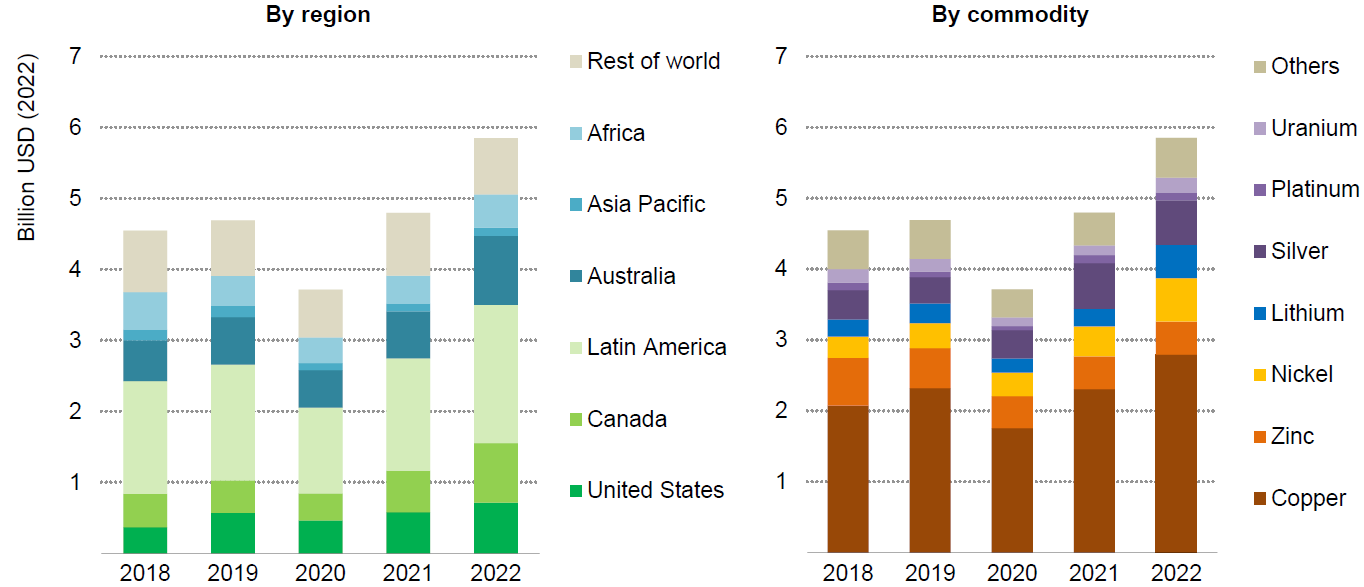 By region
Billion USD (2022)
7
6
5
4
3
2
1
2018 2019 2020 2021 2022
Rest of world
Africa
Asia Pacific
Australia
Latin America
Canada
United States
By commodity
7
6
5
4
3
2
1
2018 2019 2020 2021 2022
Others
Uranium
Platinum
Silver
Lithium
Nickel
Zinc
Copper